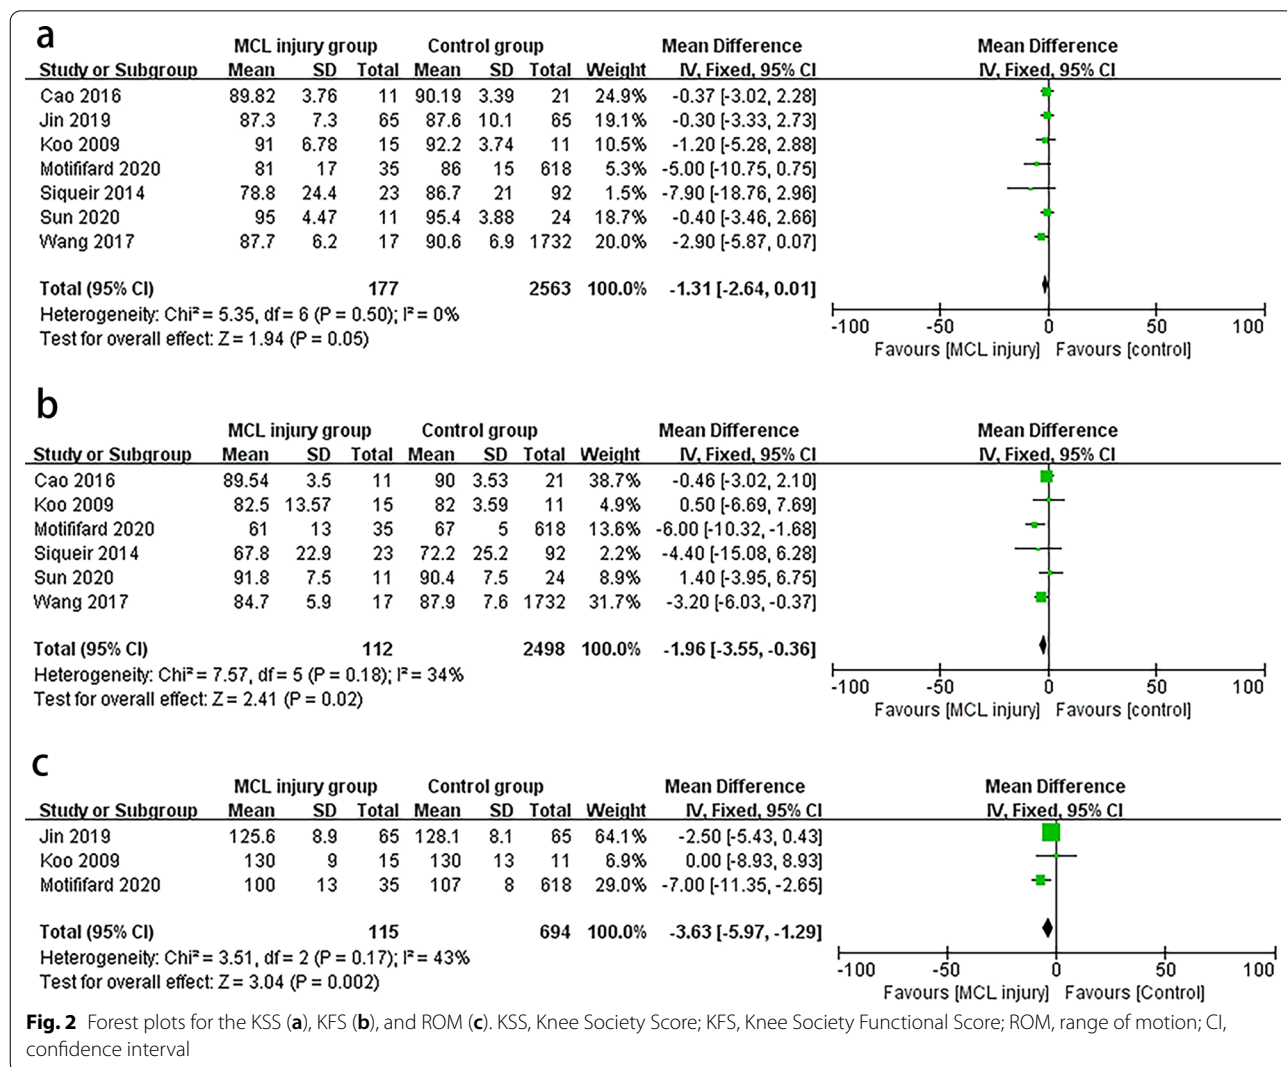 a
MCL injury group Control group Mean Difference Mean Difference
Study or Subgroup Mean SD Total Mean SD Total Weight IV, Fixed, 95% CI IV, Fixed, 95% CI
Cao 2016 89.82 3.76 11 90.19 3.39 21 24.9% -0.37 [-3.02, 2.28]
Jin 2019 87.3 7.3 65 87.6 10.1 65 19.1% -0.30 [-3.33, 2.73]
Koo 2009 91 6.78 15 92.2 3.74 11 10.5% -1.20 [-5.28, 2.88]
Motififard 2020 81 17 35 86 15 618 5.3% -5.00 [-10.75, 0.75]
Siqueir 2014 78.8 24.4 23 86.7 21 92 1.5% -7.90 [-18.76, 2.96]
Sun 2020 95 4.47 11 95.4 3.88 24 18.7% -0.40 [-3.46, 2.66]
Wang 2017 87.7 6.2 17 90.6 6.9 1732 20.0% -2.90 [-5.87, 0.07]
Total (95% CI) 177 2563 100.0% -1.31 [-2.64, 0.01]
Heterogeneity: Chi² = 5.35, df = 6 (P = 0.50); I² = 0%
Test for overall effect: Z = 1.94 (P = 0.05)
-100 -50 0 50 100
Favours [MCL injury] Favours [control]
b
MCL injury group Control group Mean Difference Mean Difference
Study or Subgroup Mean SD Total Mean SD Total Weight IV, Fixed, 95% CI IV, Fixed, 95% CI
Cao 2016 89.54 3.5 11 90 3.53 21 38.7% -0.46 [-3.02, 2.10]
Koo 2009 82.5 13.57 15 82 3.59 11 4.9% 0.50 [-6.69, 7.69]
Motififard 2020 61 13 35 67 5 618 13.6% -6.00 [-10.32, -1.68]
Siqueir 2014 67.8 22.9 23 72.2 25.2 92 2.2% -4.40 [-15.08, 6.28]
Sun 2020 91.8 7.5 11 90.4 7.5 24 8.9% 1.40 [-3.95, 6.75]
Wang 2017 84.7 5.9 17 87.9 7.6 1732 31.7% -3.20 [-6.03, -0.37]
Total (95% CI) 112 2498 100.0% -1.96 [-3.55, -0.36]
Heterogeneity: Chi² = 7.57, df = 5 (P = 0.18); I² = 34%
Test for overall effect: Z = 2.41 (P = 0.02)
-100 -50 0 50 100
Favours [MCL injury] Favours [control]
c
MCL injury group Control group Mean Difference Mean Difference
Study or Subgroup Mean SD Total Mean SD Total Weight IV, Fixed, 95% CI IV, Fixed, 95% CI
Jin 2019 125.6 8.9 65 128.1 8.1 65 64.1% -2.50 [-5.43, 0.43]
Koo 2009 130 9 15 130 13 11 6.9% 0.00 [-8.93, 8.93]
Motififard 2020 100 13 35 107 8 618 29.0% -7.00 [-11.35, -2.65]
Total (95% CI) 115 694 100.0% -3.63 [-5.97, -1.29]
Heterogeneity: Chi² = 3.51, df = 2 (P = 0.17); I² = 43%
Test for overall effect: Z = 3.04 (P = 0.002)
-100 -50 0 50 100
Favours [MCL injury] Favours [Control]
Fig. 2 Forest plots for the KSS (a), KFS (b), and ROM (c). KSS, Knee Society Score; KFS, Knee Society Functional Score; ROM, range of motion; CI,
confidence interval